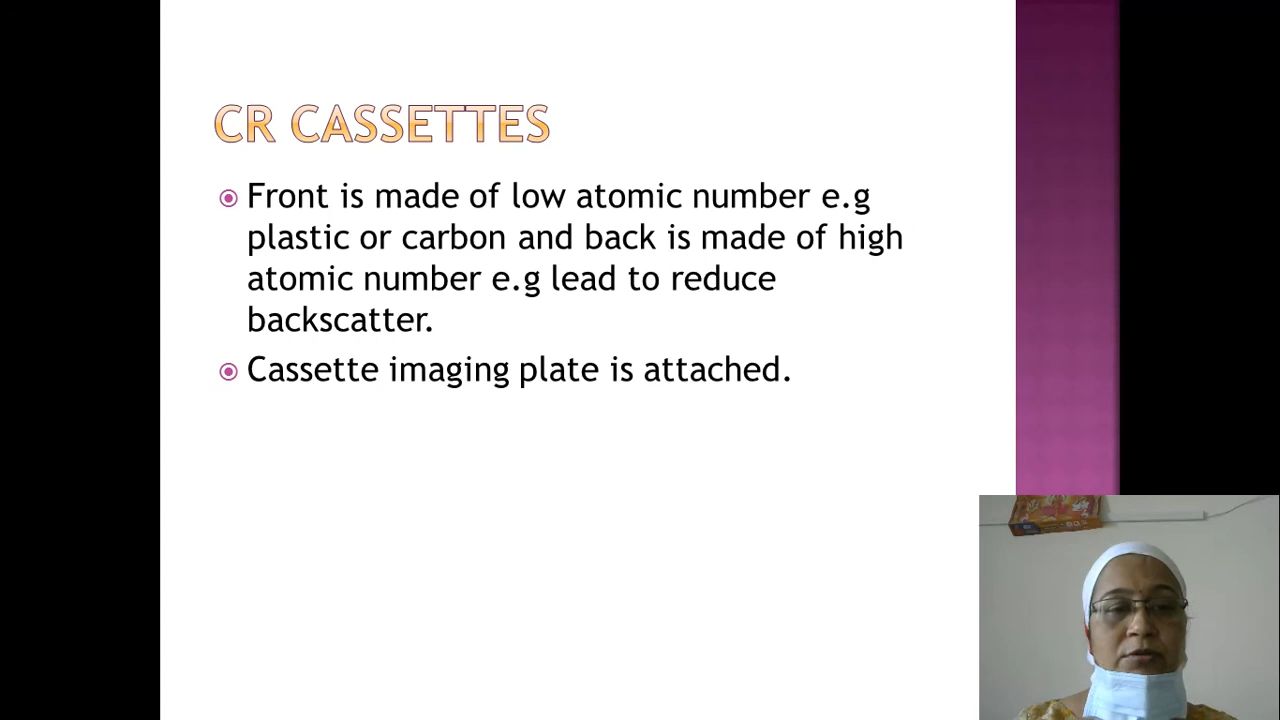 CR CASSETTES
Front is made of low atomic number e.g
plastic or carbon and back is made of high
atomic number e.g lead to reduce
backscatter.
Cassette imaging plate is attached.